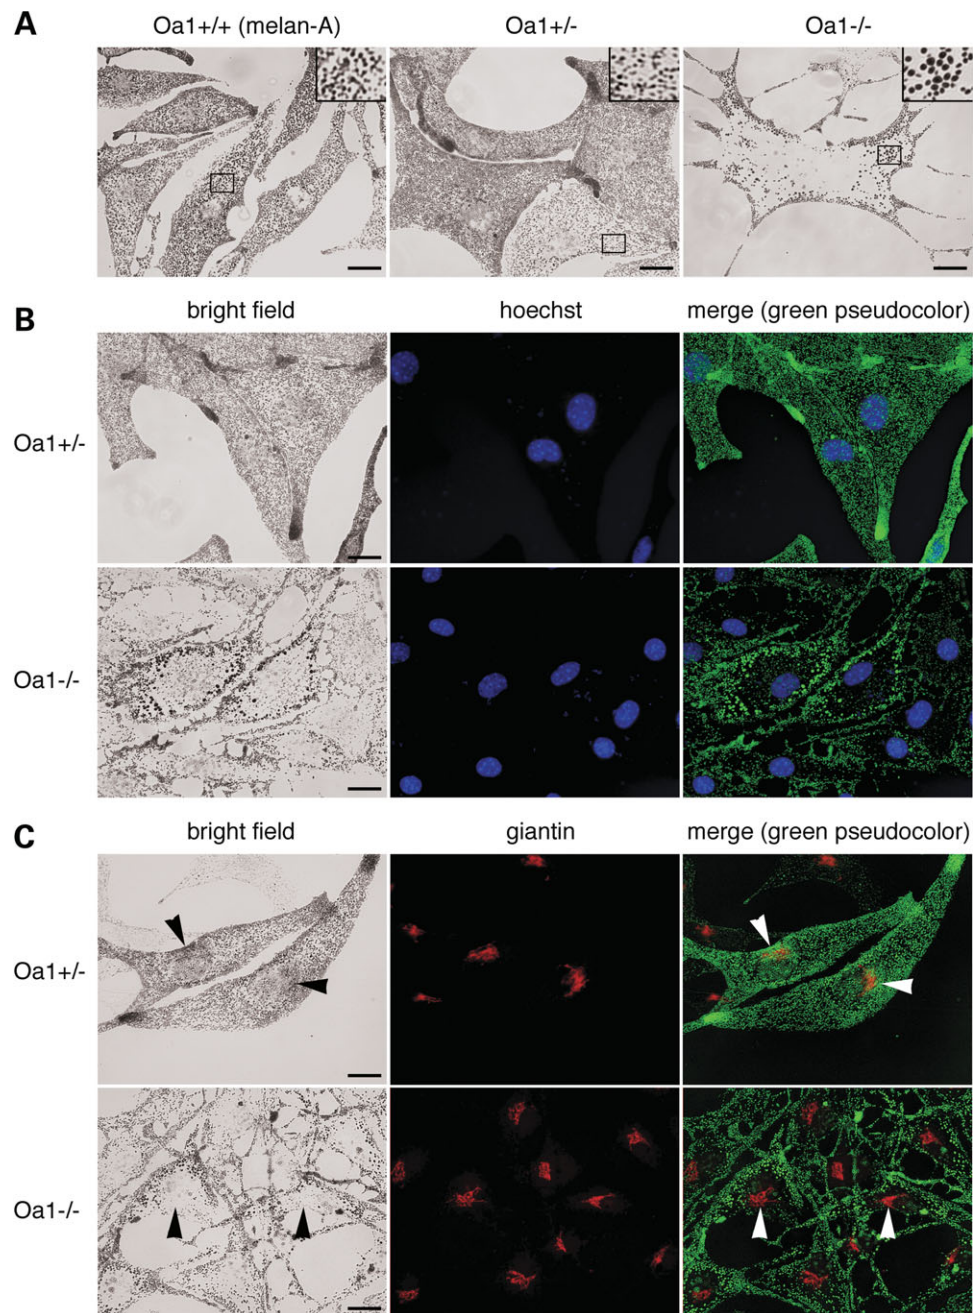 A
Oa1+/+ (melan-A) Oa1+/- Oa1-/-
B
bright field hoechst merge (green pseudocolor)
Oa1+/-
Oa1-/-
C
bright field giantin merge (green pseudocolor)
Oa1+/-
Oa1-/-